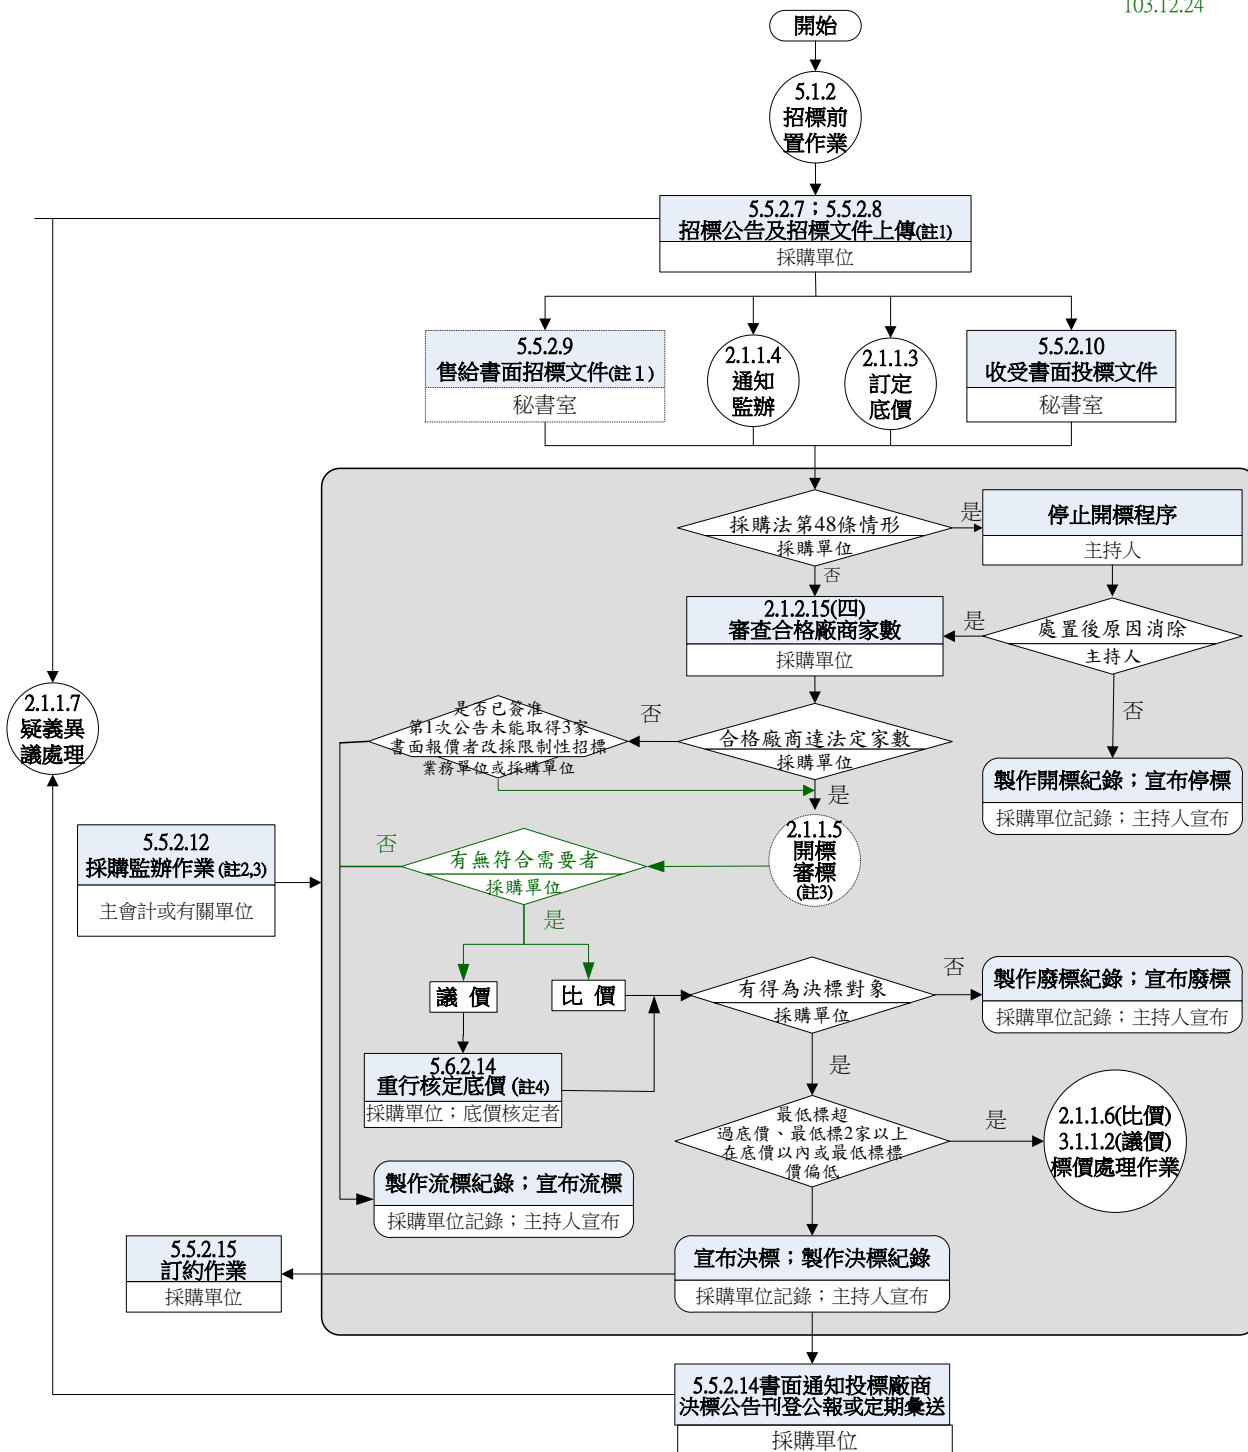 103.12.24
開始
5.1.2
招標前
置作業
5.5.2.7；5.5.2.8
招標公告及招標文件上傳(註1)
採購單位
5.5.2.9
售給書面招標文件(註１)
秘書室
2.1.1.4
通知
監辦
2.1.1.3
訂定
底價
5.5.2.10
收受書面投標文件
秘書室
採購法第48條情形
採購單位
是
停止開標程序
主持人
否
2.1.2.15(四)
審查合格廠商家數
採購單位
是
處置後原因消除
主持人
否
2.1.1.7
疑義異
議處理
是否已簽准
第1次公告未能取得3家
書面報價者改採限制性招標
業務單位或採購單位
否
合格廠商達法定家數
採購單位
是
製作開標紀錄；宣布停標
採購單位記錄；主持人宣布
5.5.2.12
採購監辦作業(註2,3)
主會計或有關單位
否
有無符合需要者
採購單位
是
2.1.1.5
開標
審標
(註3)
議 價
比 價
有得為決標對象
採購單位
否
製作廢標紀錄；宣布廢標
採購單位記錄；主持人宣布
是
5.6.2.14
重行核定底價(註4)
採購單位；底價核定者
最低標超
過底價、最低標2家以上
在底價以內或最低標標
價偏低
是
2.1.1.6(比價)
3.1.1.2(議價)
標價處理作業
製作流標紀錄；宣布流標
採購單位記錄；主持人宣布
5.5.2.15
訂約作業
採購單位
宣布決標；製作決標紀錄
採購單位記錄；主持人宣布
5.5.2.14書面通知投標廠商
決標公告刊登公報或定期彙送
採購單位